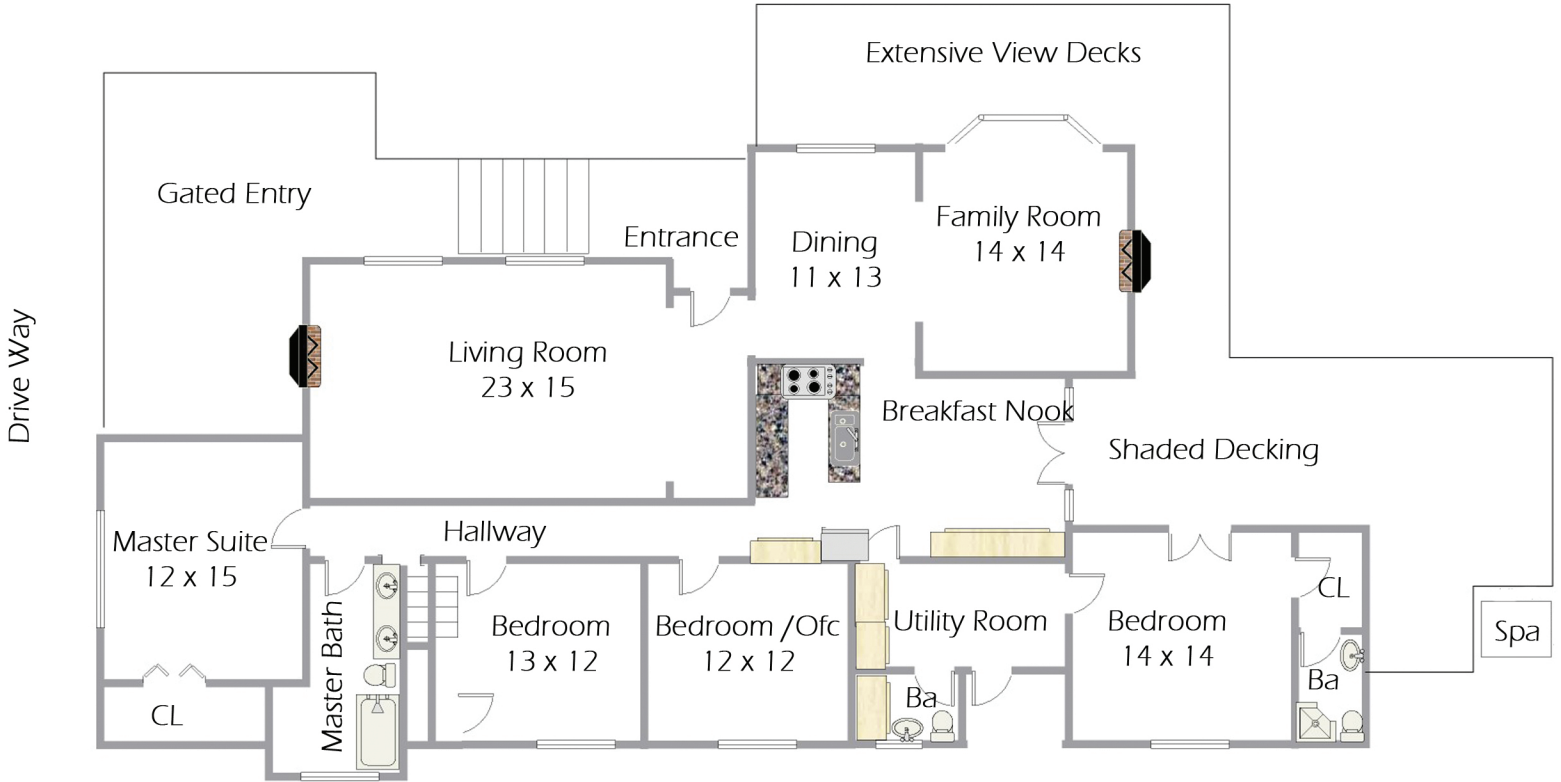 Extensive View Decks
Gated Entry
Entrance
Dining
11 x 13
Family Room
14 x 14
Drive Way
Living Room
23 x 15
Breakfast Nook
Shaded Decking
Hallway
Master Suite
12 x 15
Master Bath
Bedroom
13 x 12
Bedroom /Ofc
12 x 12
Utility Room
Bedroom
14 x 14
CL
Spa
CL
Ba
Ba